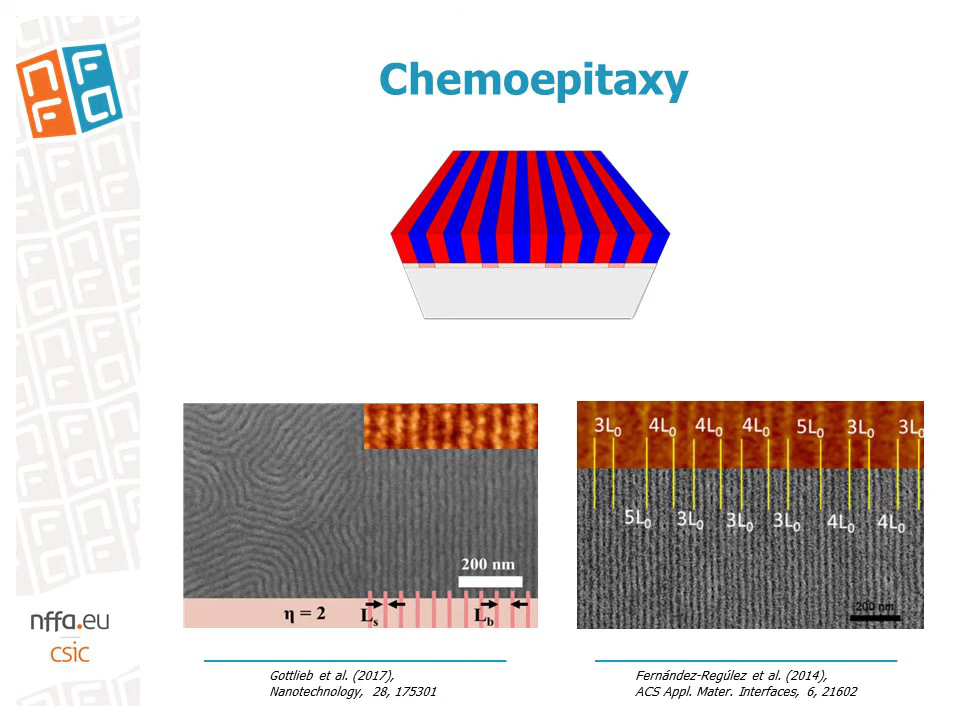 Chemoepitaxy
3L0 4L0 4L0 4L0 5L0 3L0 3L0
5L0 3L0 3L0 3L0 4L0 4L0
200 nm
200 nm
η = 2 Ls Lb
nffa.eu
csic
Gottlieb et al. (2017),
Nanotechnology, 28, 175301
Fernández-Regúlez et al. (2014),
ACS Appl. Mater. Interfaces, 6, 21602